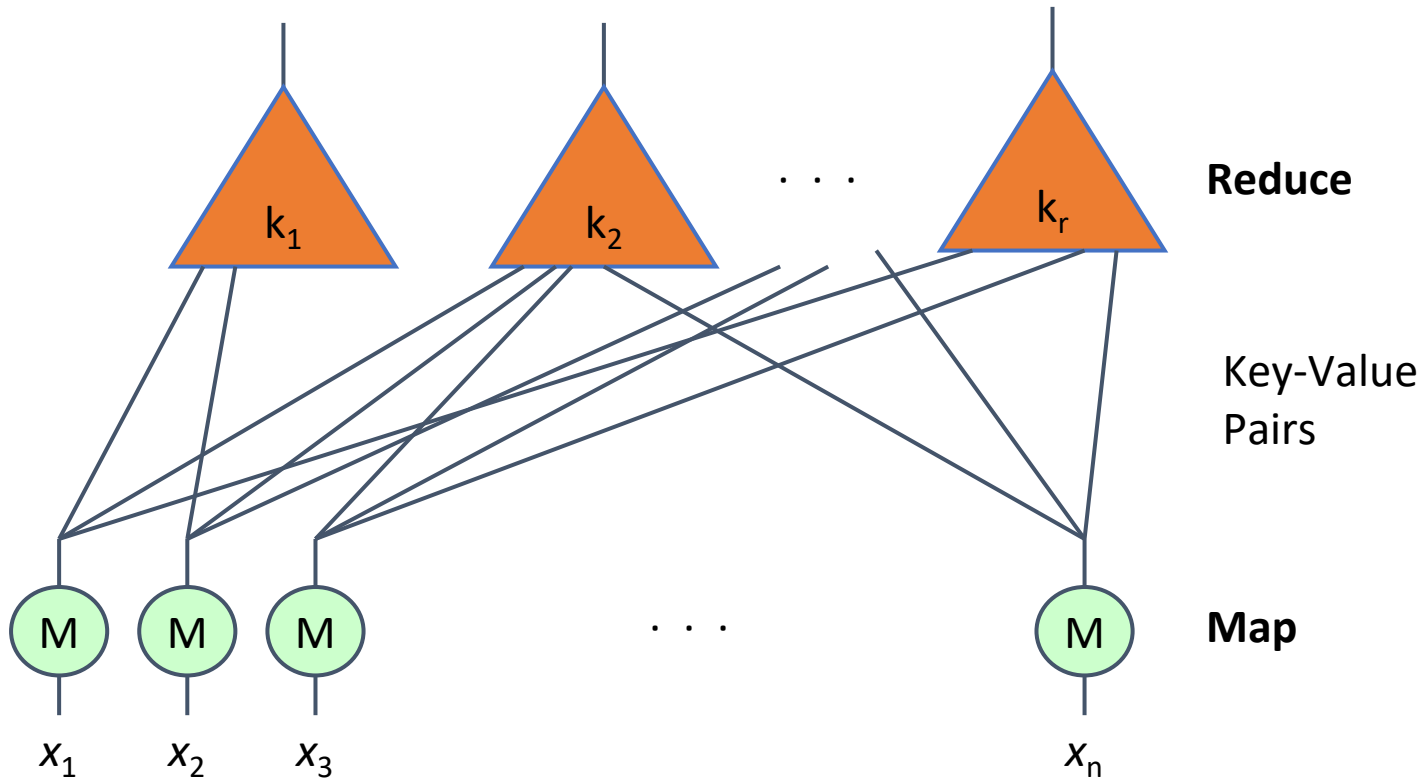 k₁
k₂
. . .
kᵣ
Reduce
Key-Value
Pairs
M
M
M
. . .
M
Map
x₁
x₂
x₃
xₙ